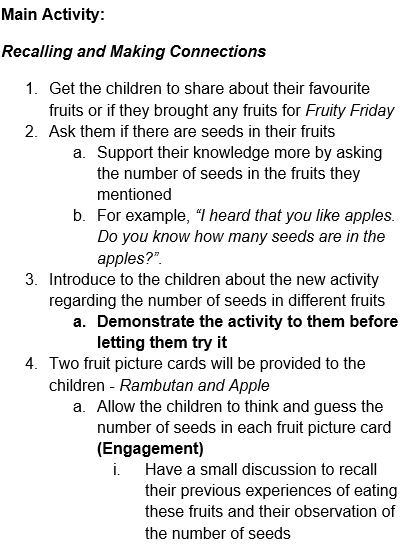 Main Activity:
Recalling and Making Connections
1. Get the children to share about their favourite
fruits or if they brought any fruits for Fruity Friday
2. Ask them if there are seeds in their fruits
a. Support their knowledge more by asking
the number of seeds in the fruits they
mentioned
b. For example, “I heard that you like apples.
Do you know how many seeds are in the
apples?”.
3. Introduce to the children about the new activity
regarding the number of seeds in different fruits
a. Demonstrate the activity to them before
letting them try it
4. Two fruit picture cards will be provided to the
children - Rambutan and Apple
a. Allow the children to think and guess the
number of seeds in each fruit picture card
(Engagement)
i. Have a small discussion to recall
their previous experiences of eating
these fruits and their observation of
the number of seeds